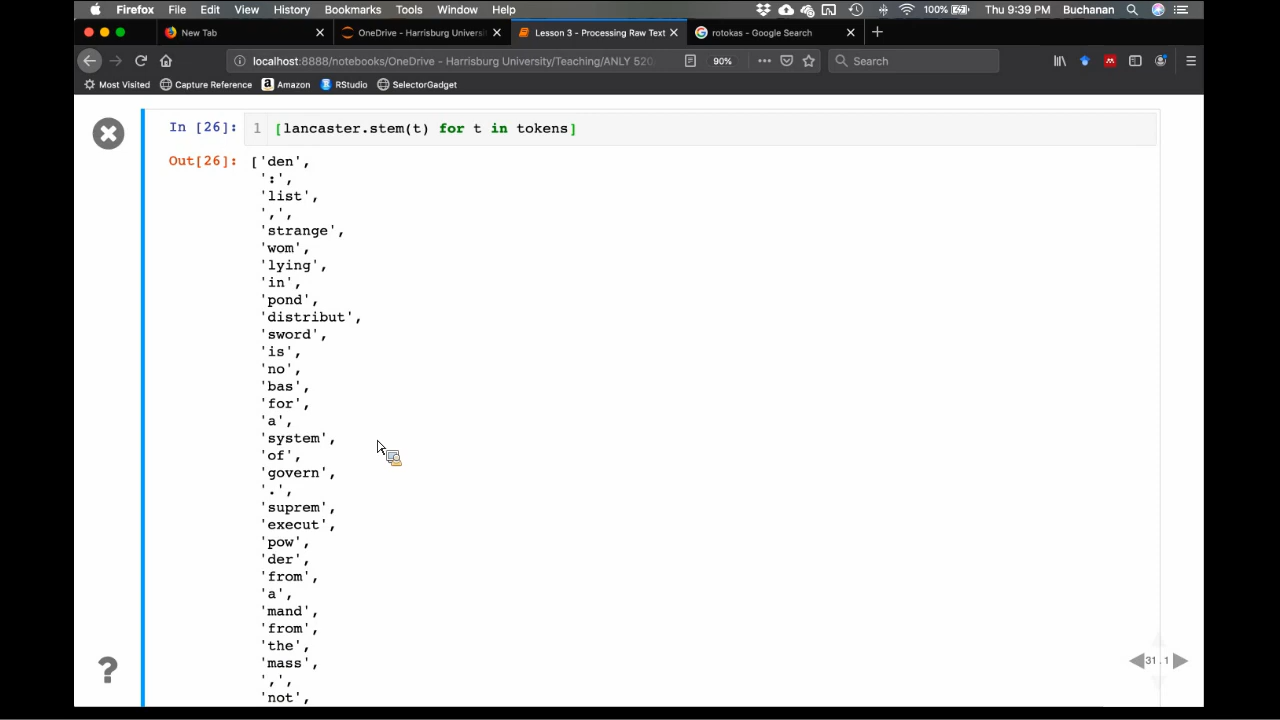 Firefox File Edit View History Bookmarks Tools Window Help 100% Thu 9:39 PM Buchanan
New Tab OneDrive - Harrisburg Universi Lesson 3 - Processing Raw Text rotokas - Google Search
localhost:8888/notebooks/OneDrive - Harrisburg University/Teaching/ANLY 520 90% Search
Most Visited Capture Reference Amazon RStudio SelectorGadget
In [26]: 1 [lancaster.stem(t) for t in tokens]
Out[26]: ['den',
':',
'list',
',',
'strange',
'wom',
'lying',
'in',
'pond',
'distribut',
'sword',
'is',
'no',
'bas',
'for',
'a',
'system',
'of',
'govern',
'.',
'suprem',
'execut',
'pow',
'der',
'from',
'a',
'mand',
'from',
'the',
'mass',
',',
'not',
?
31.1